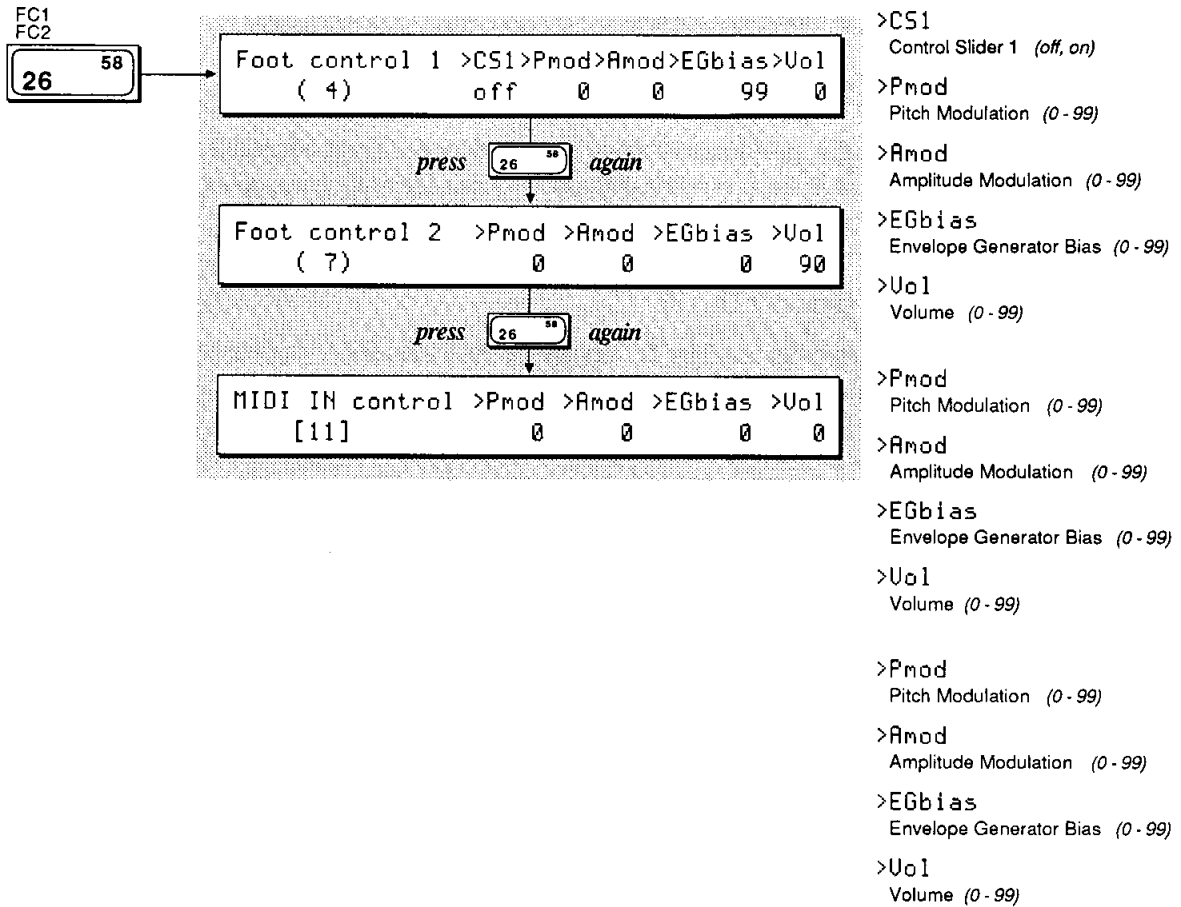 FC1
FC2
26 58
Foot control 1 >CS1>Pmod>Amod>EGbias>Vol
( 4) off 0 0 99 0
press 26 58 again
Foot control 2 >Pmod >Amod >EGbias >Vol
( 7) 0 0 0 90
press 26 58 again
MIDI IN control >Pmod >Amod >EGbias >Vol
[11] 0 0 0 0
>CS1
Control Slider 1 (off, on)
>Pmod
Pitch Modulation (0 - 99)
>Amod
Amplitude Modulation (0 - 99)
>EGbias
Envelope Generator Bias (0 - 99)
>Vol
Volume (0 - 99)
>Pmod
Pitch Modulation (0 - 99)
>Amod
Amplitude Modulation (0 - 99)
>EGbias
Envelope Generator Bias (0 - 99)
>Vol
Volume (0 - 99)
>Pmod
Pitch Modulation (0 - 99)
>Amod
Amplitude Modulation (0 - 99)
>EGbias
Envelope Generator Bias (0 - 99)
>Vol
Volume (0 - 99)